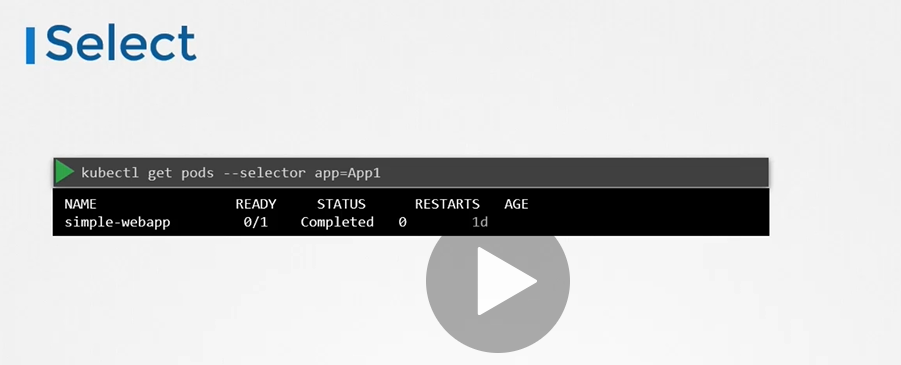 Select
kubectl get pods --selector app=App1
NAME READY STATUS RESTARTS AGE
simple-webapp 0/1 Completed 0 1d